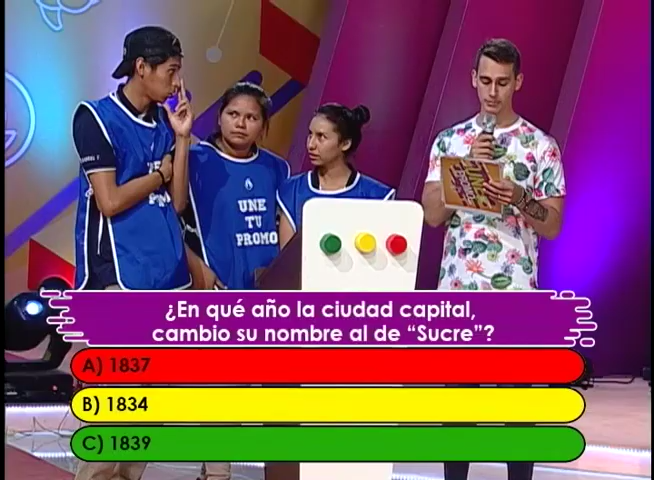 UNE
TU
PROMO
¿En qué año la ciudad capital,
cambio su nombre al de “Sucre”?
A) 1837
B) 1834
C) 1839